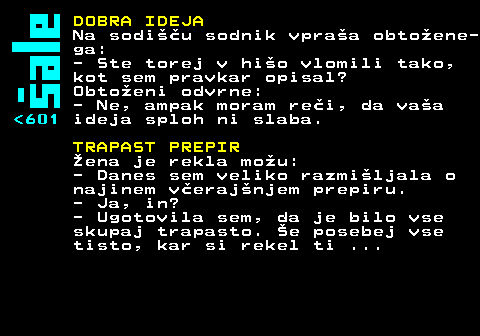 šale
<601
DOBRA IDEJA
Na sodišču sodnik vpraša obtožene-
ga:
- Ste torej v hišo vlomili tako,
kot sem pravkar opisal?
Obtoženi odvrne:
- Ne, ampak moram reči, da vaša
ideja sploh ni slaba.
TRAPAST PREPIR
Žena je rekla možu:
- Danes sem veliko razmišljala o
najinem včerajšnjem prepiru.
- Ja, in?
- Ugotovila sem, da je bilo vse
skupaj trapasto. Še posebej vse
tisto, kar si rekel ti ...